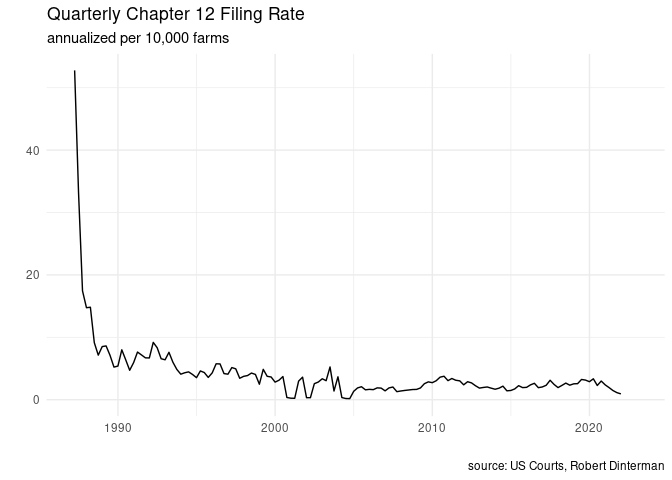 Quarterly Chapter 12 Filing Rate
annualized per 10,000 farms
40
20
0
1990
2000
2010
2020
source: US Courts, Robert Dinterman